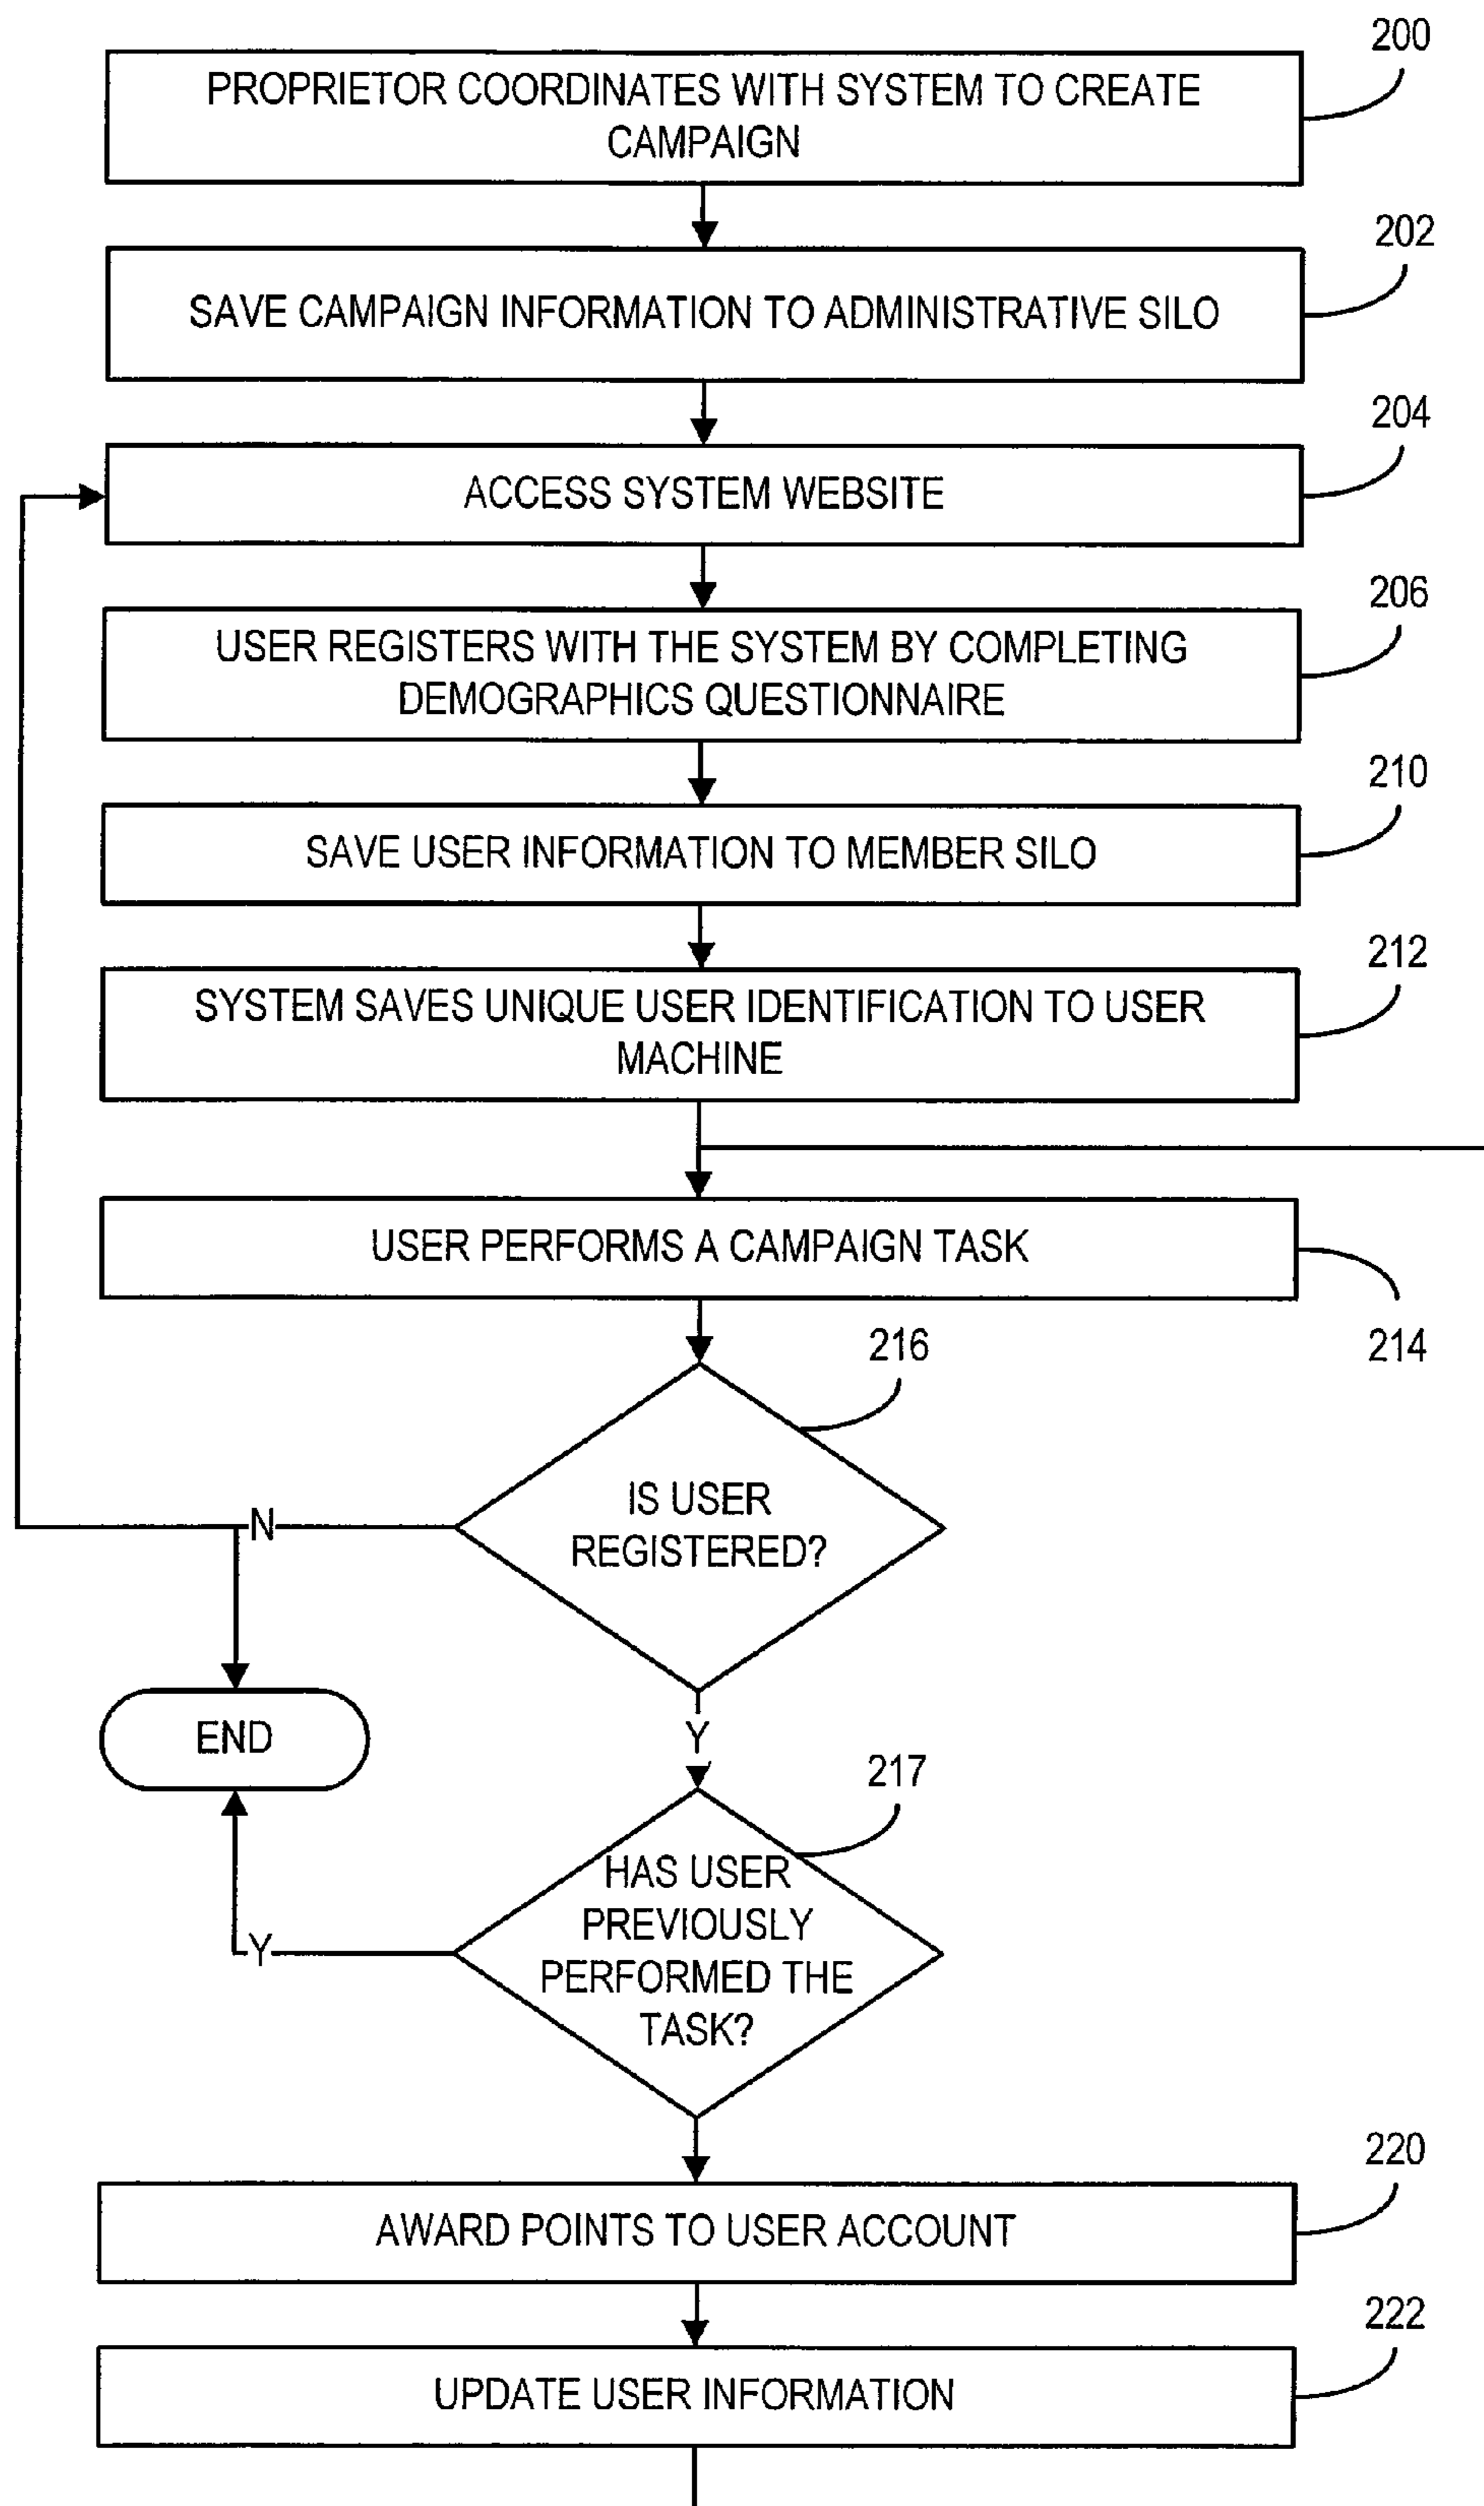 200
PROPRIETOR COORDINATES WITH SYSTEM TO CREATE
CAMPAIGN
202
SAVE CAMPAIGN INFORMATION TO ADMINISTRATIVE SILO
204
ACCESS SYSTEM WEBSITE
206
USER REGISTERS WITH THE SYSTEM BY COMPLETING
DEMOGRAPHICS QUESTIONNAIRE
210
SAVE USER INFORMATION TO MEMBER SILO
212
SYSTEM SAVES UNIQUE USER IDENTIFICATION TO USER
MACHINE
USER PERFORMS A CAMPAIGN TASK
214
216
IS USER
REGISTERED?
N
END
Y
217
HAS USER
PREVIOUSLY
PERFORMED THE
TASK?
Y
220
AWARD POINTS TO USER ACCOUNT
222
UPDATE USER INFORMATION